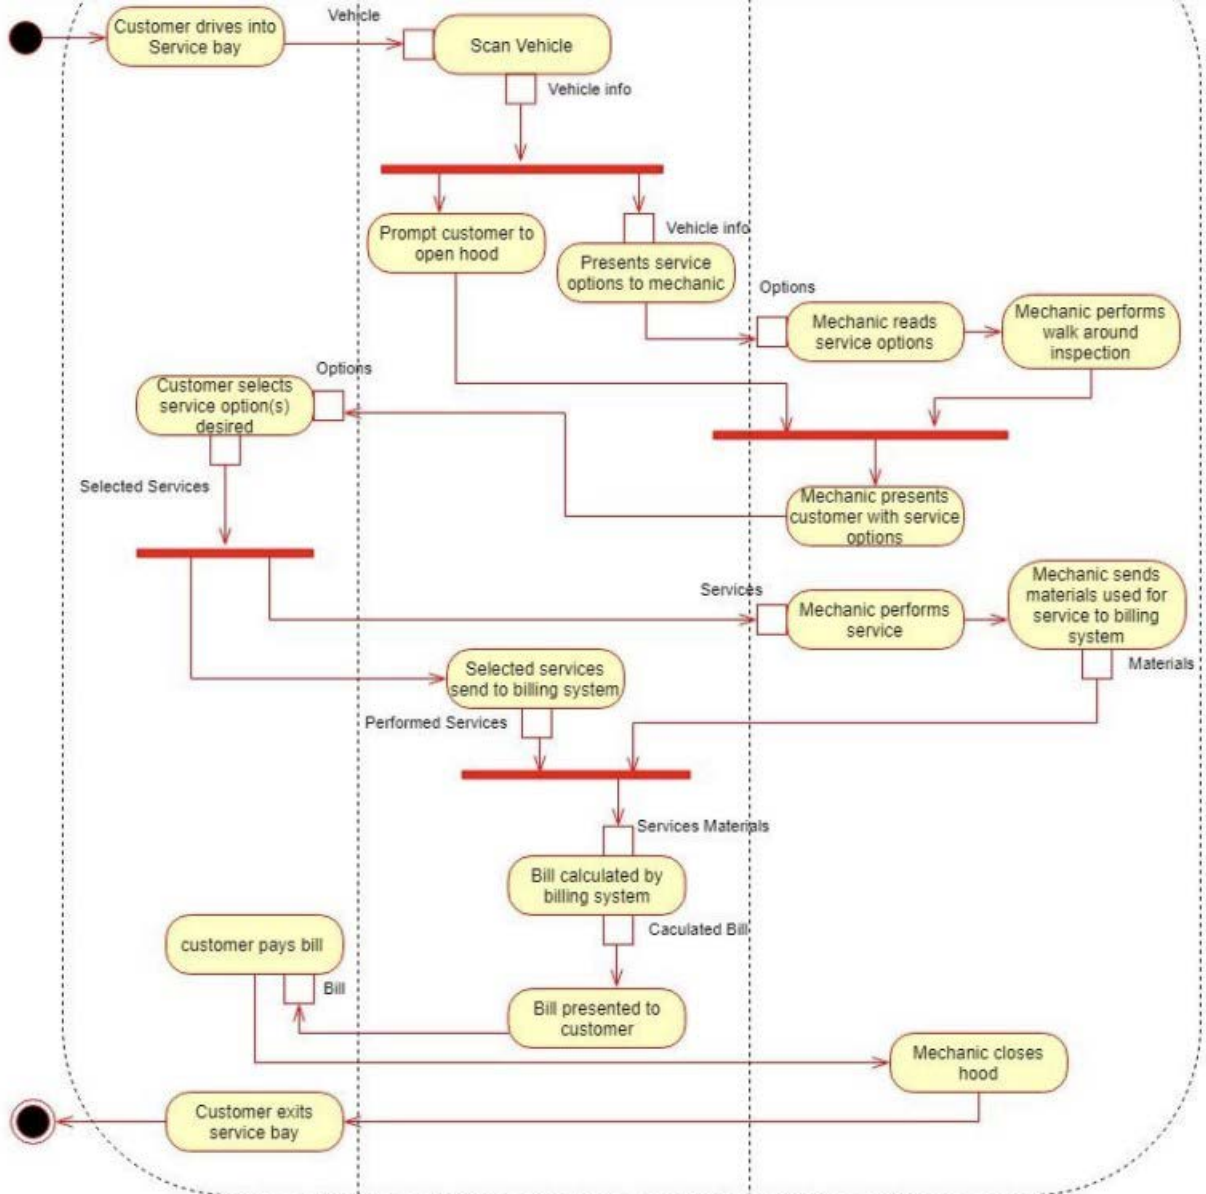 Customer drives into
Service bay
Vehicle
Scan Vehicle
Vehicle info
Prompt customer to
open hood
Vehicle info
Presents service
options to mechanic
Options
Mechanic reads
service options
Mechanic performs
walk around
inspection
Options
Customer selects
service option(s)
desired
Selected Services
Mechanic presents
customer with service
options
Services
Mechanic performs
service
Mechanic sends
materials used for
service to billing
system
Materials
Selected services
send to billing system
Performed Services
Services Materials
Bill calculated by
billing system
Caculated Bill
customer pays bill
Bill
Bill presented to
customer
Mechanic closes
hood
Customer exits
service bay